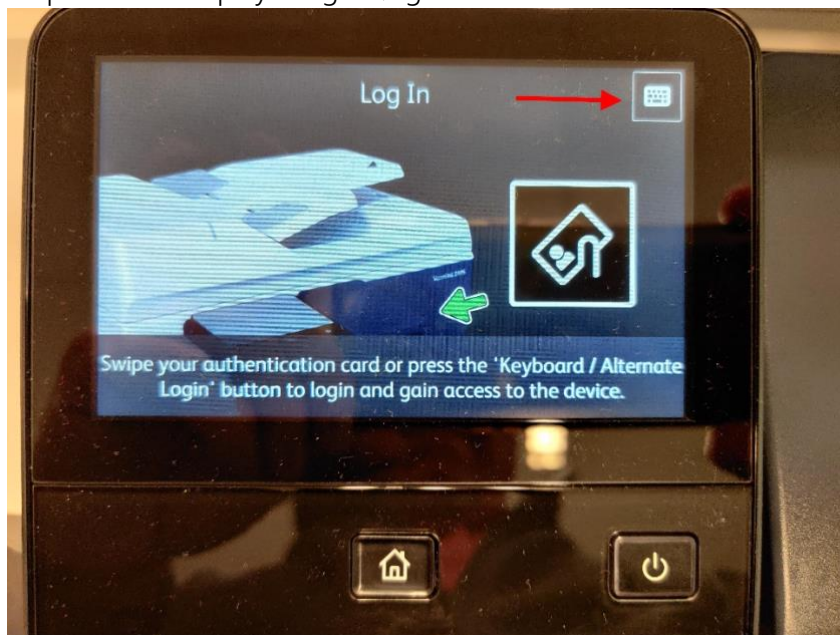 Log In
Swipe your authentication card or press the 'Keyboard / Alternate
Login' button to login and gain access to the device.